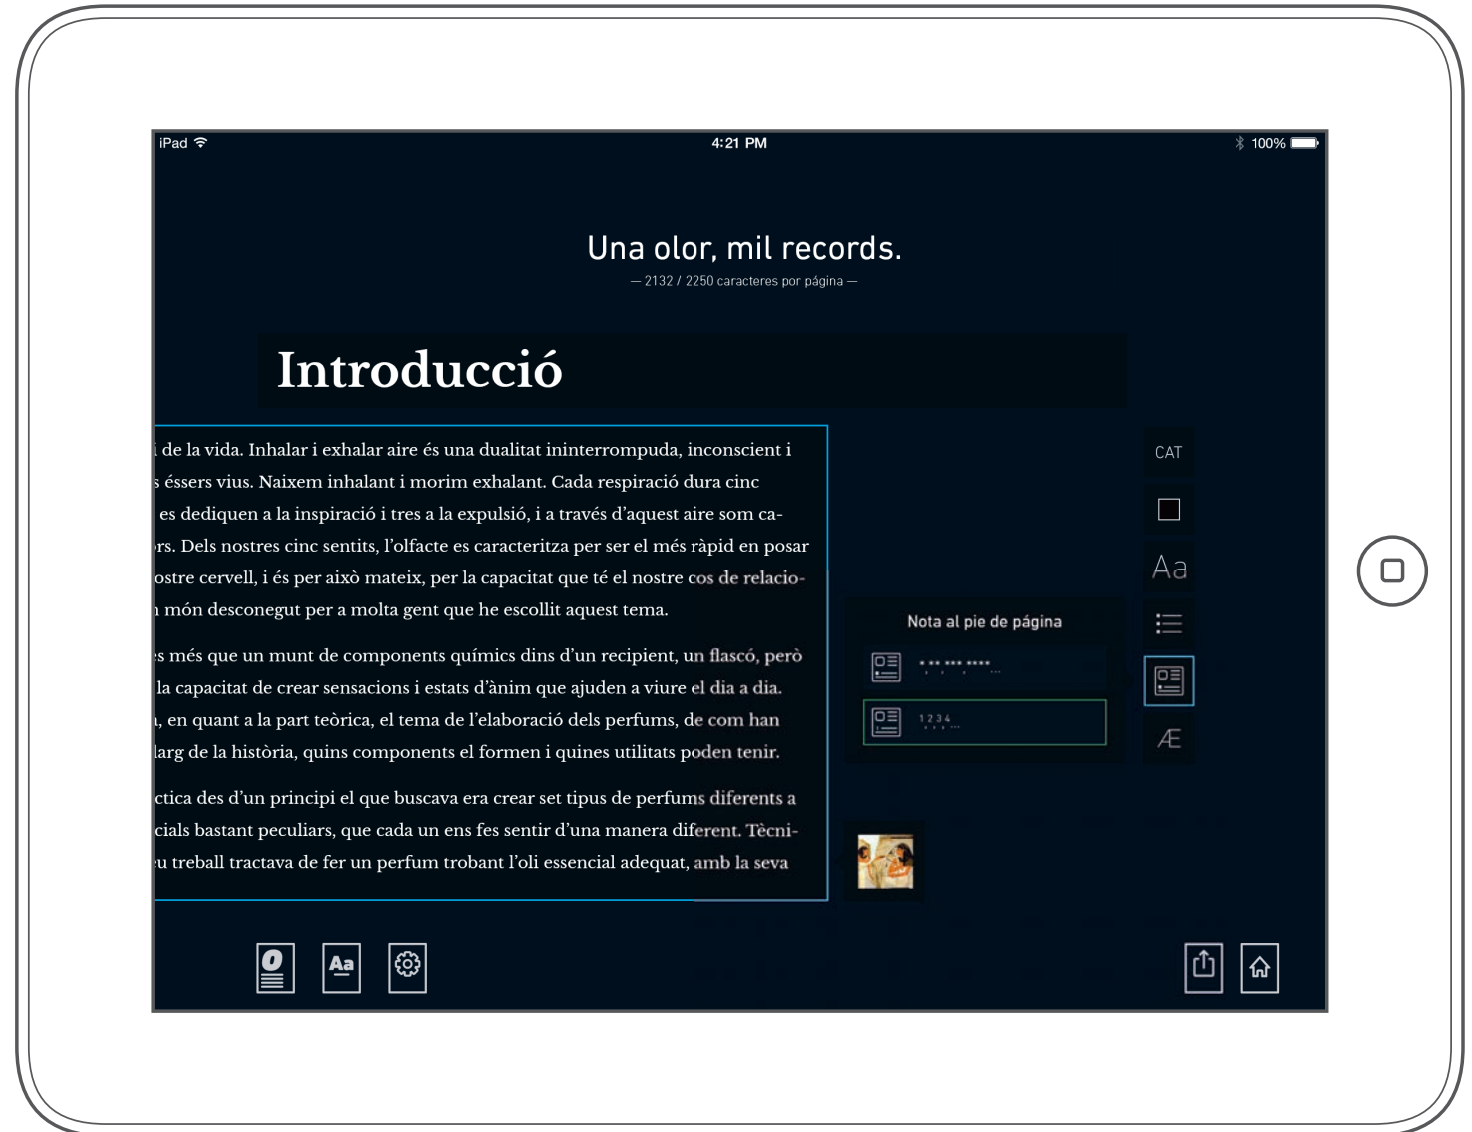 iPad
4:21 PM
100%
Una olor, mil records.
— 2132 / 2250 caracteres por página —
Introducció
i de la vida. Inhalar i exhalar aire és una dualitat ininterrompuda, inconscient i
s éssers vius. Naixem inhalant i morim exhalant. Cada respiració dura cinc
es dediquen a la inspiració i tres a la expulsió, i a través d’aquest aire som ca-
rs. Dels nostres cinc sentits, l’olfacte es caracteritza per ser el més ràpid en posar
ostre cervell, i és per això mateix, per la capacitat que té el nostre cos de relacio-
món desconegut per a molta gent que he escollit aquest tema.
s més que un munt de components químics dins d’un recipient, un flascó, però
la capacitat de crear sensacions i estats d’ànim que ajuden a viure el dia a dia.
, en quant a la part teòrica, el tema de l’elaboració dels perfums, de com han
larg de la història, quins components el formen i quines utilitats poden tenir.
ctica des d’un principi el que buscava era crear set tipus de perfums diferents a
cials bastant peculiars, que cada un ens fes sentir d’una manera diferent. Tècni-
u treball tractava de fer un perfum trobant l’oli essencial adequat, amb la seva
CAT
Aa
Nota al pie de página
*, **, ***, ****...
1, 2, 3, 4...
Æ
O
Aa